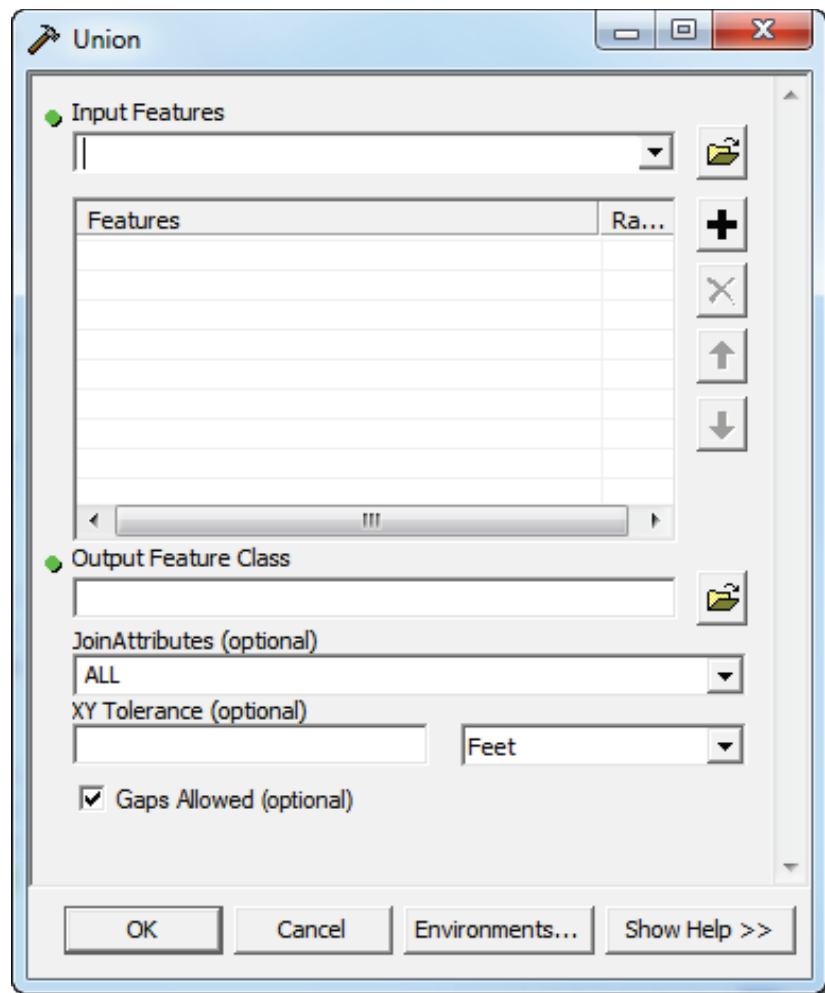 Union
Input Features
Features Ra...
Output Feature Class
JoinAttributes (optional)
ALL
XY Tolerance (optional)
Feet
Gaps Allowed (optional)
OK Cancel Environments... Show Help >>